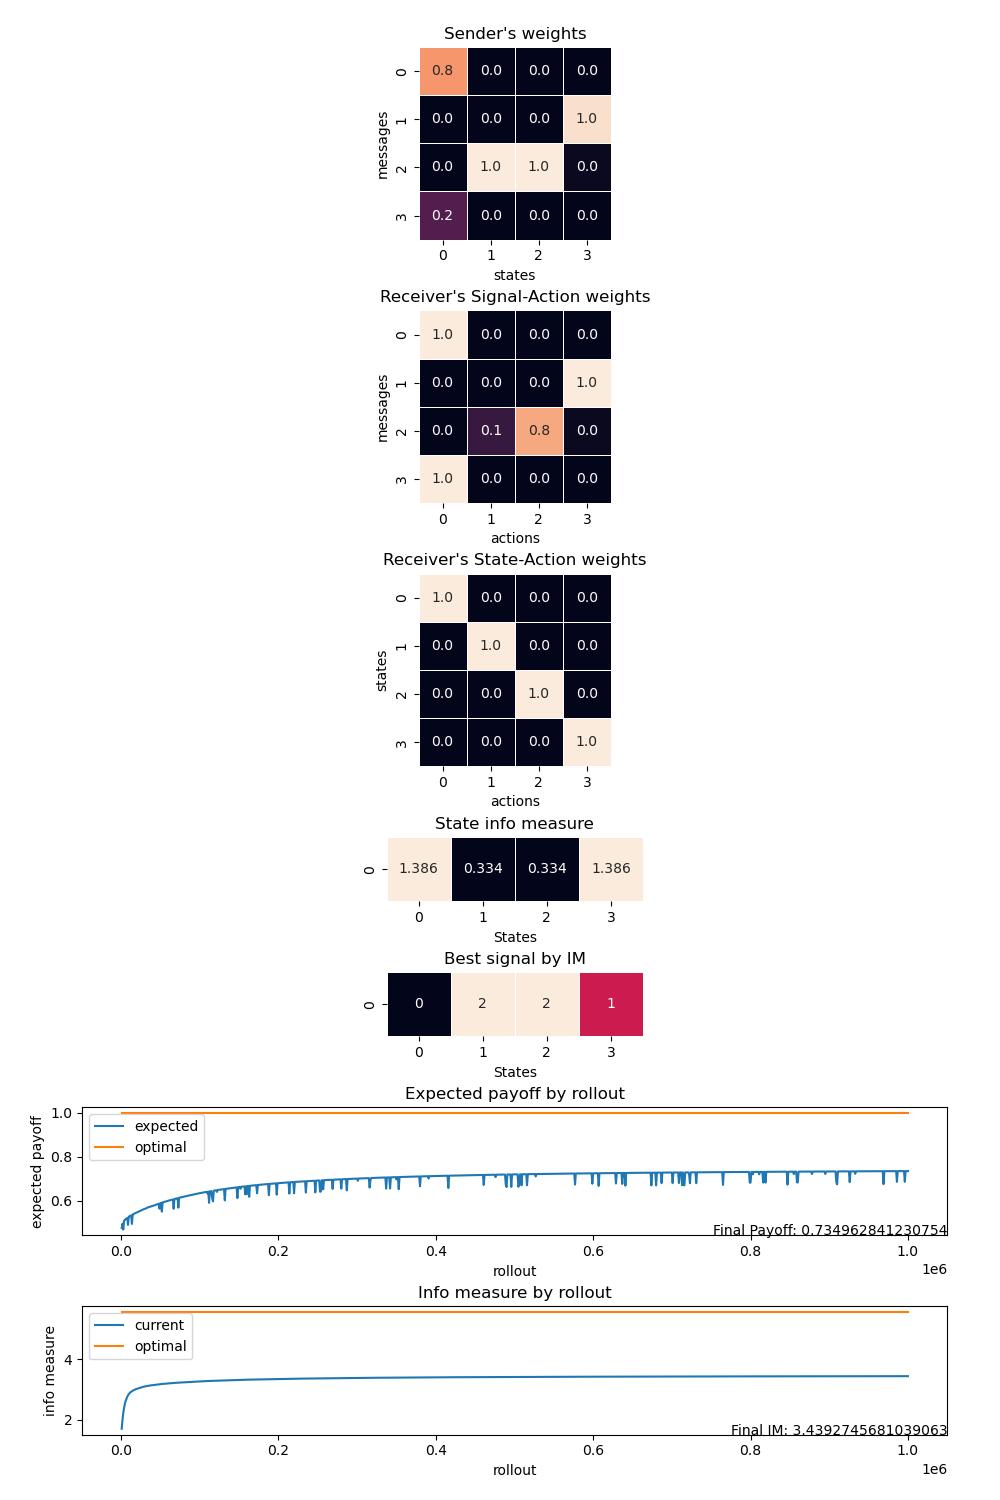 Sender's weights
0 0.8 0.0 0.0 0.0
1 0.0 0.0 0.0 1.0
2 0.0 1.0 1.0 0.0
3 0.2 0.0 0.0 0.0
messages
0 1 2 3
states
Receiver's Signal-Action weights
0 1.0 0.0 0.0 0.0
1 0.0 0.0 0.0 1.0
2 0.0 0.1 0.8 0.0
3 1.0 0.0 0.0 0.0
messages
0 1 2 3
actions
Receiver's State-Action weights
0 1.0 0.0 0.0 0.0
1 0.0 1.0 0.0 0.0
2 0.0 0.0 1.0 0.0
3 0.0 0.0 0.0 1.0
states
0 1 2 3
actions
State info measure
0 1.386 0.334 0.334 1.386
0 1 2 3
States
Best signal by IM
0 0 2 2 1
0 1 2 3
States
Expected payoff by rollout
expected payoff
1.0
0.8
0.6
expected
optimal
Final Payoff: 0.734962841230754
0.0 0.2 0.4 0.6 0.8 1.0
1e6
rollout
Info measure by rollout
info measure
4
2
current
optimal
Final IM: 3.4392745681039063
0.0 0.2 0.4 0.6 0.8 1.0
1e6
rollout